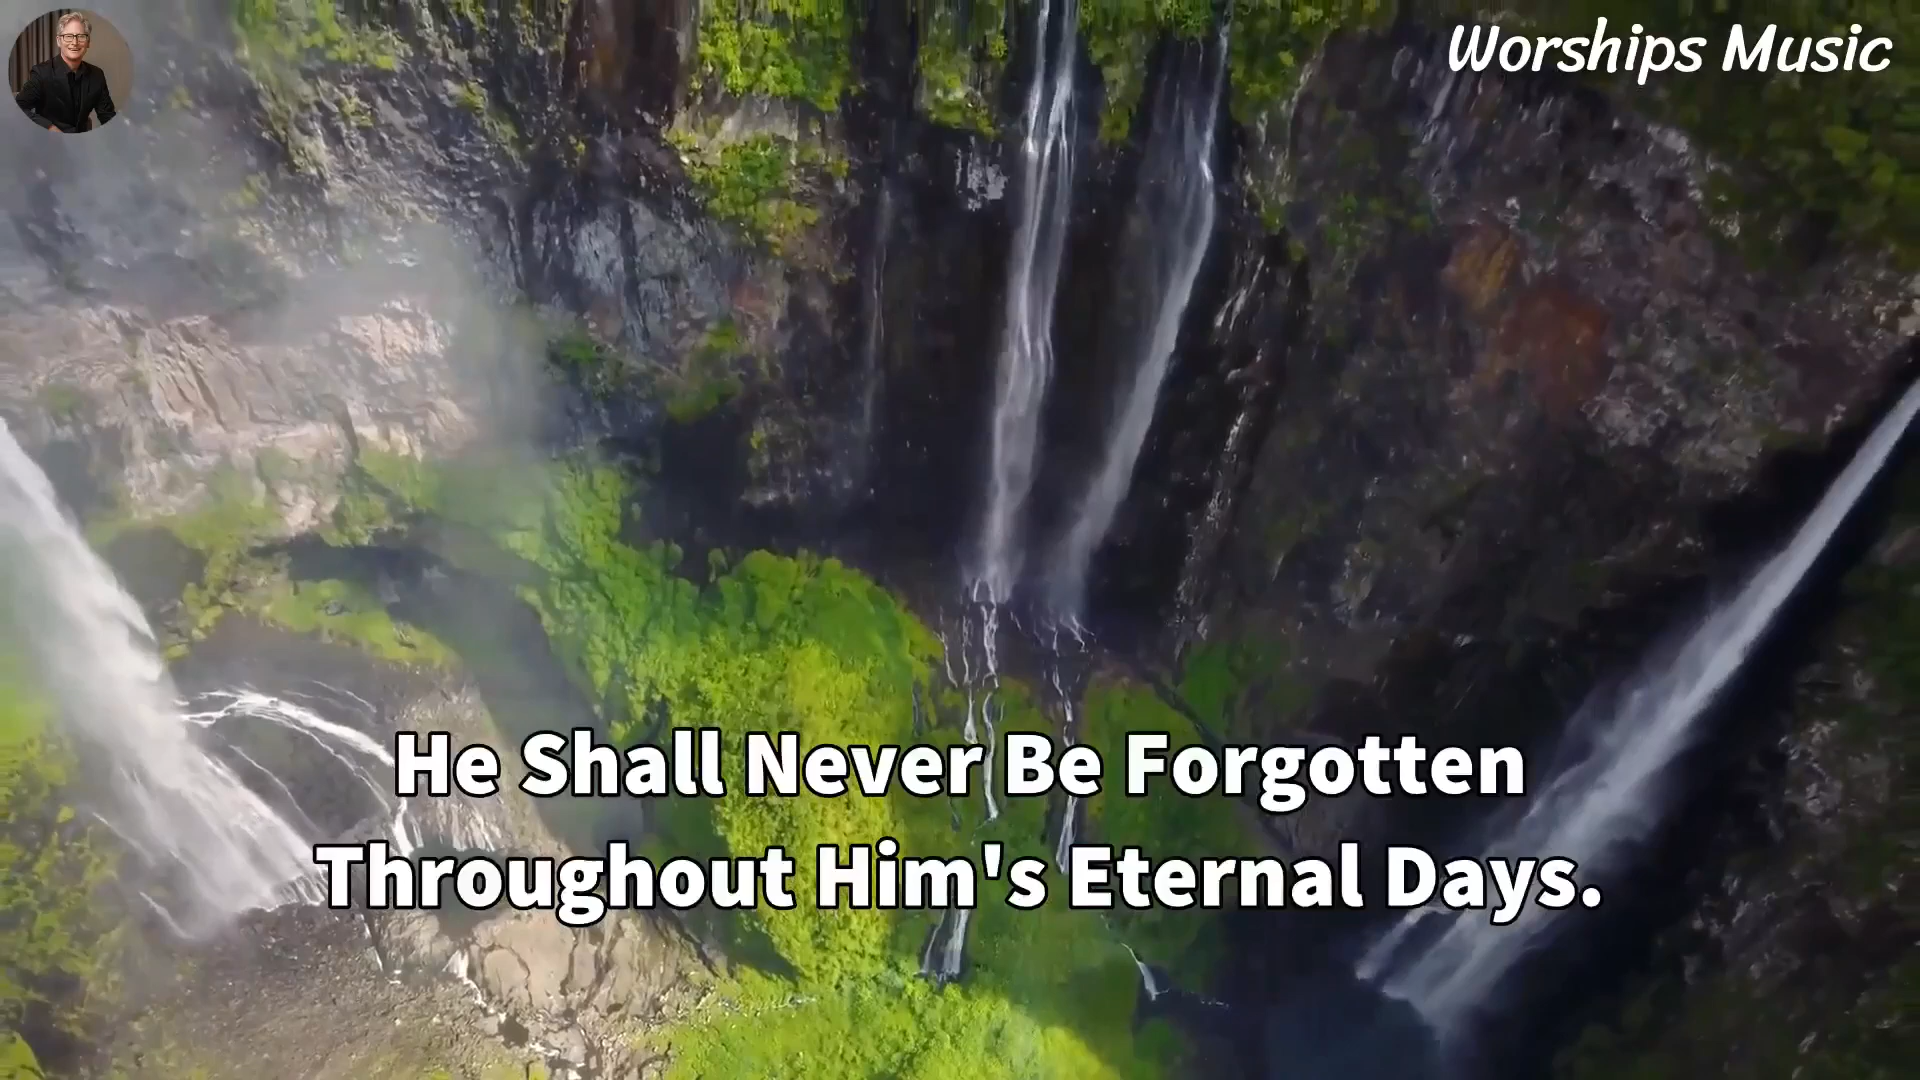 Worships Music
He Shall Never Be Forgotten
Throughout Him's Eternal Days.